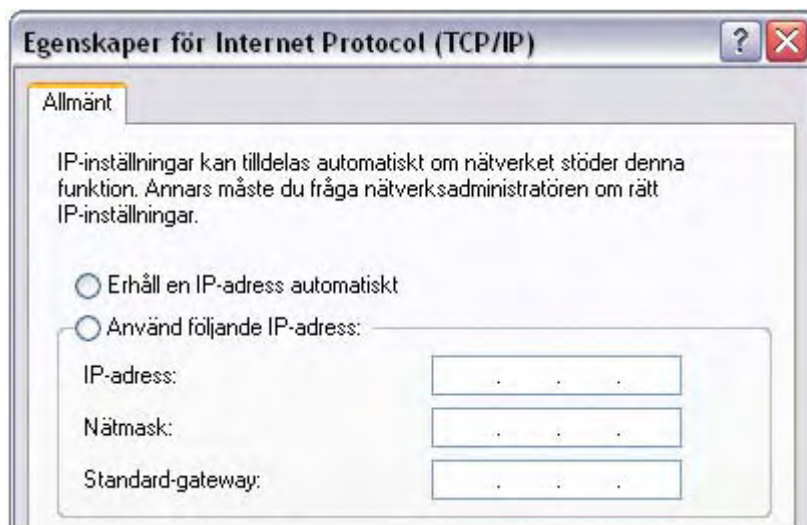 Egenskaper för Internet Protocol (TCP/IP)
Allmänt
IP-inställningar kan tilldelas automatiskt om nätverket stöder denna
funktion. Annars måste du fråga nätverksadministratören om rätt
IP-inställningar.
Erhåll en IP-adress automatiskt
Använd följande IP-adress:
IP-adress: . . .
Nätmask: . . .
Standard-gateway: . . .